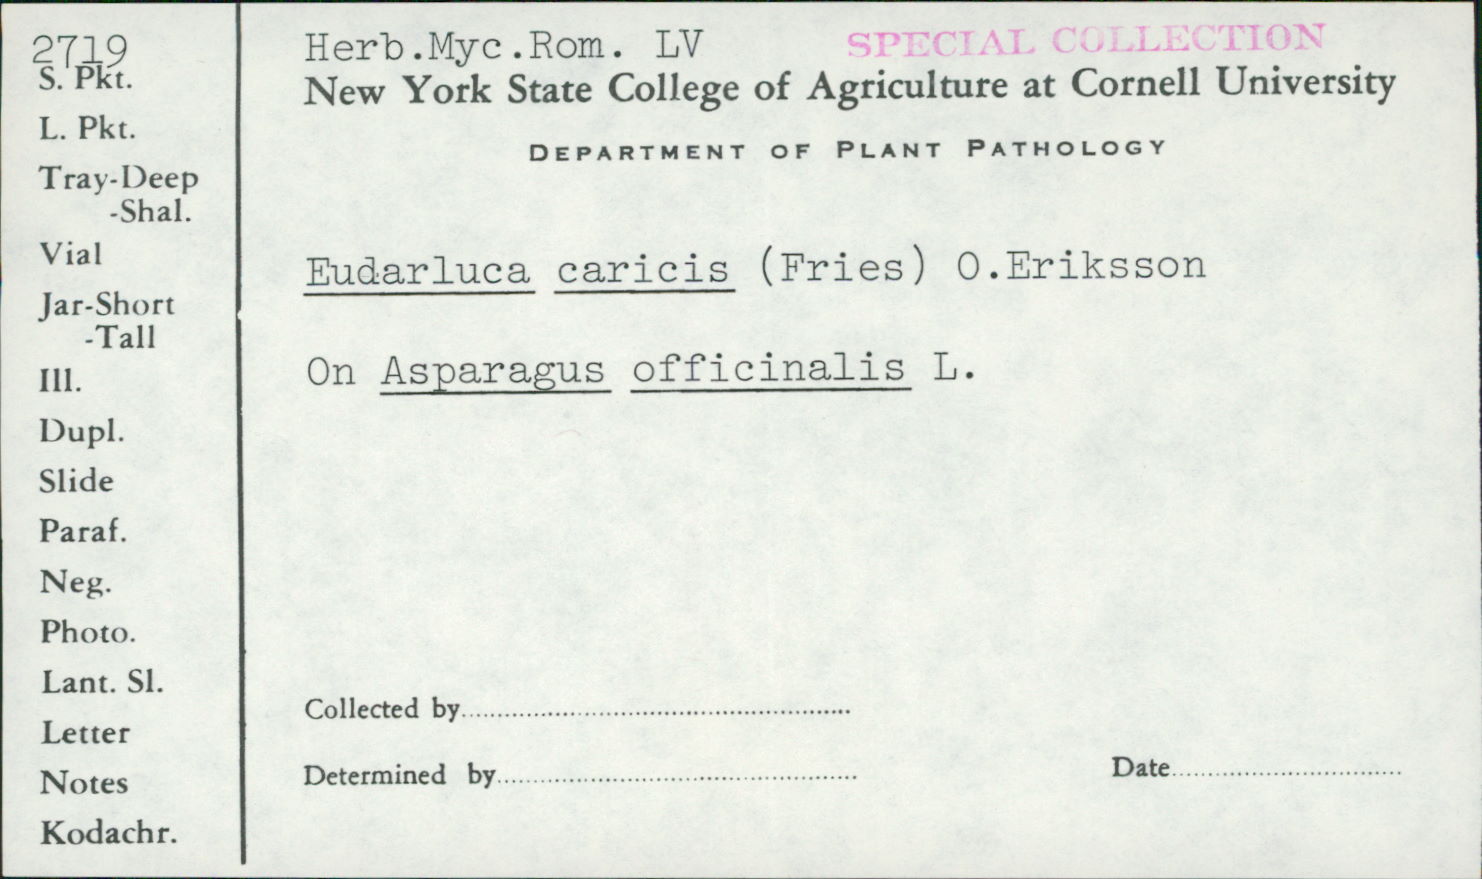 2719
S. Pkt.
L. Pkt.
Tray-Deep
-Shal.
Vial
Jar-Short
-Tall
Ill.
Dupl.
Slide
Paraf.
Neg.
Photo.
Lant. Sl.
Letter
Notes
Kodachr.
Herb.Myc.Rom. LV
SPECIAL COLLECTION
New York State College of Agriculture at Cornell University
DEPARTMENT OF PLANT PATHOLOGY
Eudarluca caricis (Fries) O.Eriksson
On Asparagus officinalis L.
Collected by
Determined by
Date